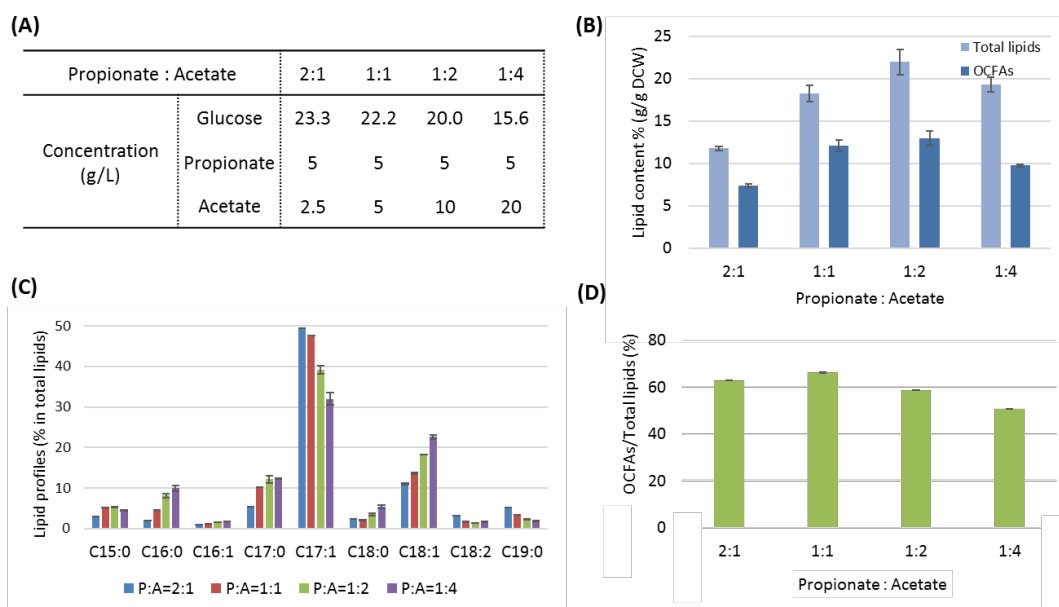 (A)
Propionate : Acetate 2:1 1:1 1:2 1:4
Concentration (g/L)
Glucose 23.3 22.2 20.0 15.6
Propionate 5 5 5 5
Acetate 2.5 5 10 20
(B)
Lipid content % (g/g DCW)
25
20
15
10
5
0
Total lipids
OCFAs
2:1 1:1 1:2 1:4
Propionate : Acetate
(C)
Lipid profiles (% in total lipids)
50
40
30
20
10
0
C15:0 C16:0 C16:1 C17:0 C17:1 C18:0 C18:1 C18:2 C19:0
P:A=2:1 P:A=1:1 P:A=1:2 P:A=1:4
(D)
OCFAs/Total lipids (%)
80
60
40
20
0
2:1 1:1 1:2 1:4
Propionate : Acetate